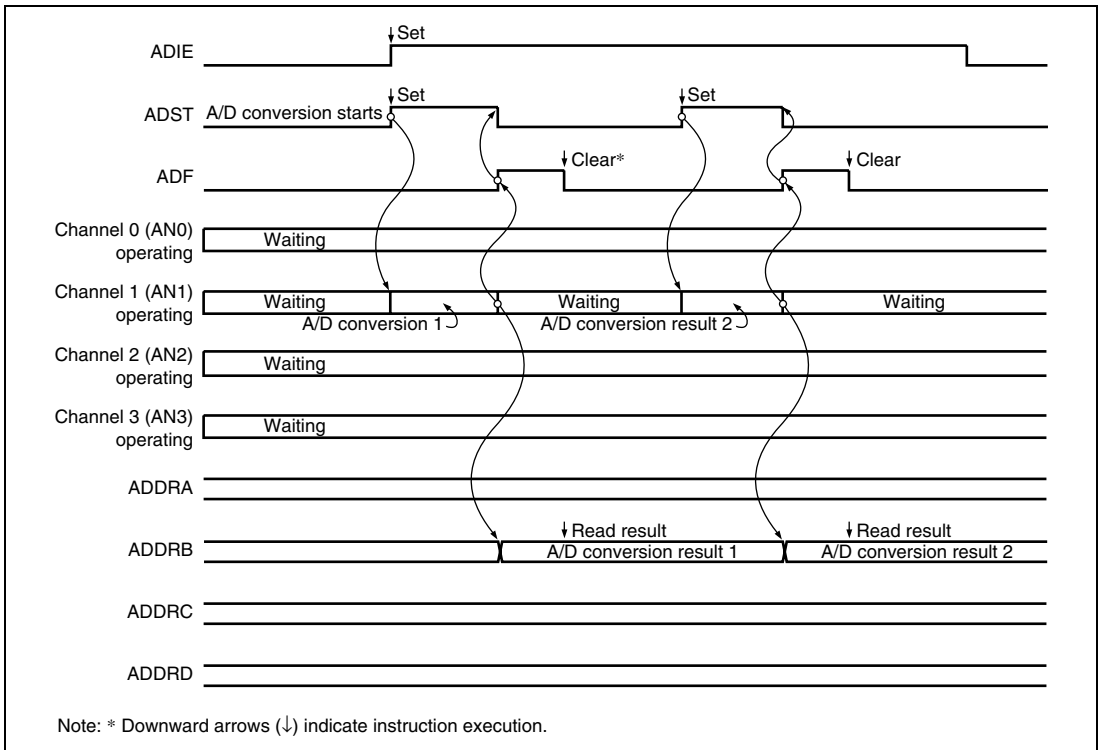 ↓Set
ADIE
↓Set
ADST A/D conversion starts ↓Set
↓Clear* ↓Clear
ADF
Channel 0 (AN0)
operating
Waiting
Channel 1 (AN1)
operating
Waiting Waiting Waiting
A/D conversion 1 A/D conversion result 2
Channel 2 (AN2)
operating
Waiting
Channel 3 (AN3)
operating
Waiting
ADDRA
↓Read result ↓Read result
ADDRB A/D conversion result 1 A/D conversion result 2
ADDRC
ADDRD
Note: * Downward arrows (↓) indicate instruction execution.